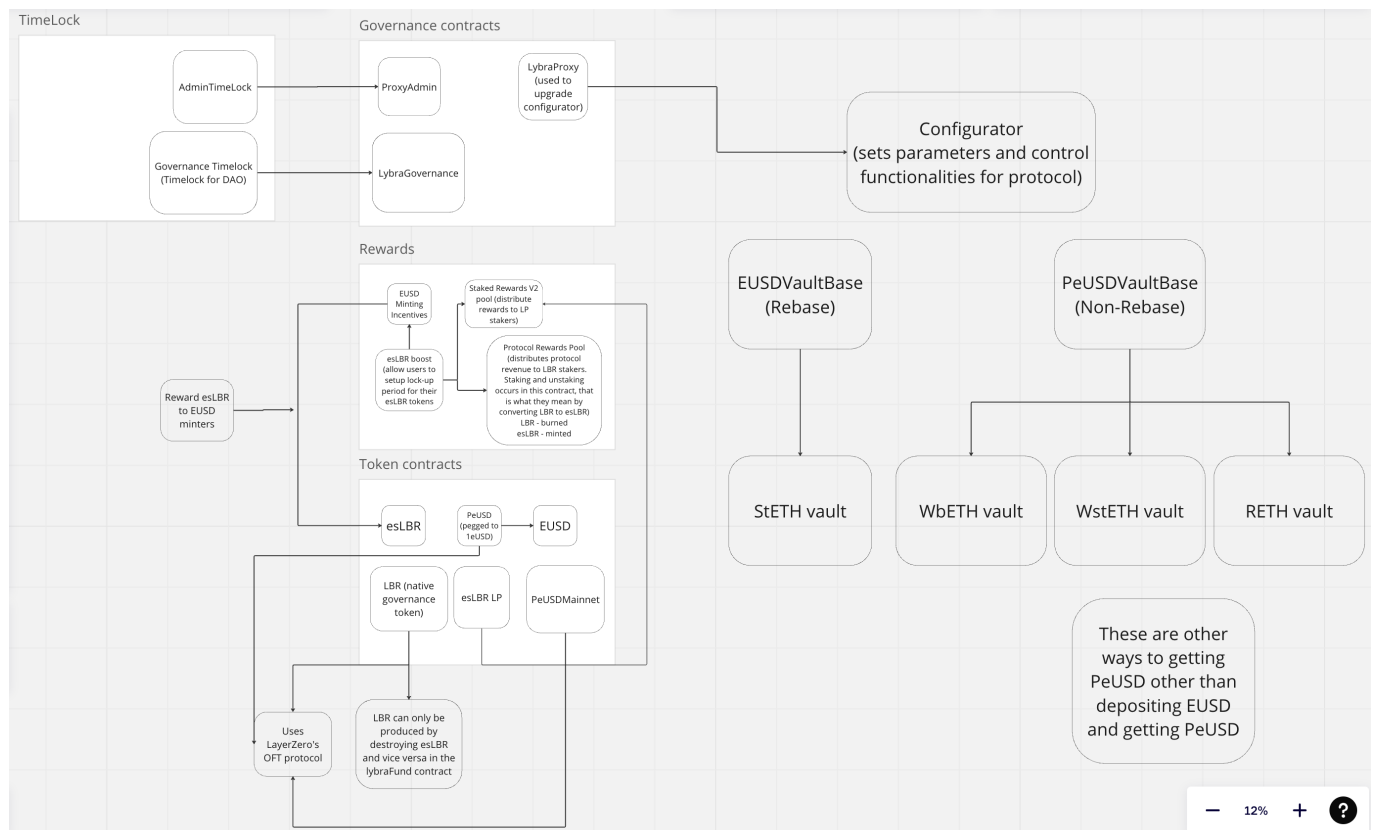 TimeLock
AdminTimeLock
Governance Timelock
(Timelock for DAO)
Governance contracts
ProxyAdmin
LybraProxy
(used to
upgrade
configurator)
LybraGovernance
Configurator
(sets parameters and control
functionalities for protocol)
Rewards
EUSD
Minting
Incentives
Staked Rewards V2
pool (distribute
rewards to LP
stakers)
esLBR boost
(allow users to
setup lock-up
period for their
esLBR tokens
Protocol Rewards Pool
(distributes protocol
revenue to LBR stakers.
Staking and unstaking
occurs in this contract, that
is what they mean by
converting LBR to esLBR)
LBR - burned
esLBR - minted
Reward esLBR
to EUSD
minters
EUSDVaultBase
(Rebase)
PeUSDVaultBase
(Non-Rebase)
StETH vault
WbETH vault
WstETH vault
RETH vault
Token contracts
esLBR
PeUSD
(pegged to
1eUSD)
EUSD
LBR (native
governance
token)
esLBR LP
PeUSDMainnet
Uses
LayerZero's
OFT protocol
LBR can only be
produced by
destroying esLBR
and vice versa in the
lybraFund contract
These are other
ways to getting
PeUSD other than
depositing EUSD
and getting PeUSD
− 12% + ?